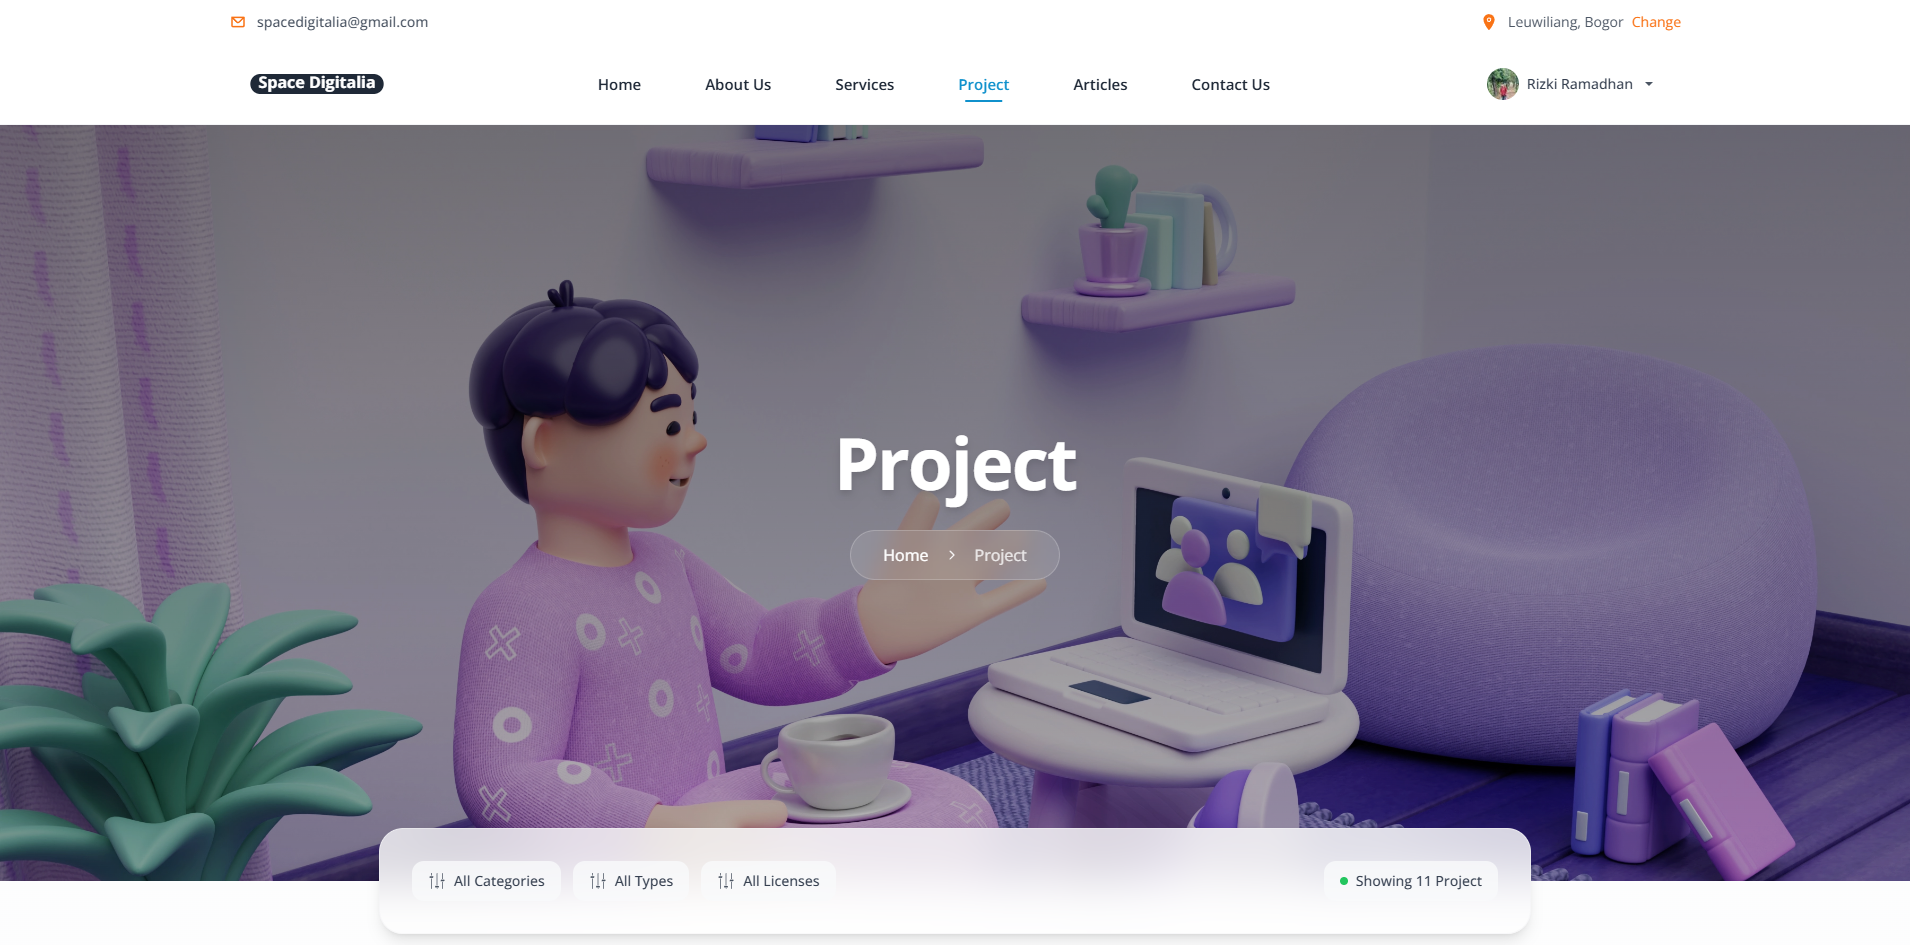 spacedigitalia@gmail.com
Leuwiliang, Bogor Change
Space Digitalia
Home About Us Services Project Articles Contact Us
Rizki Ramadhan
Project
Home > Project
All Categories All Types All Licenses
Showing 11 Project